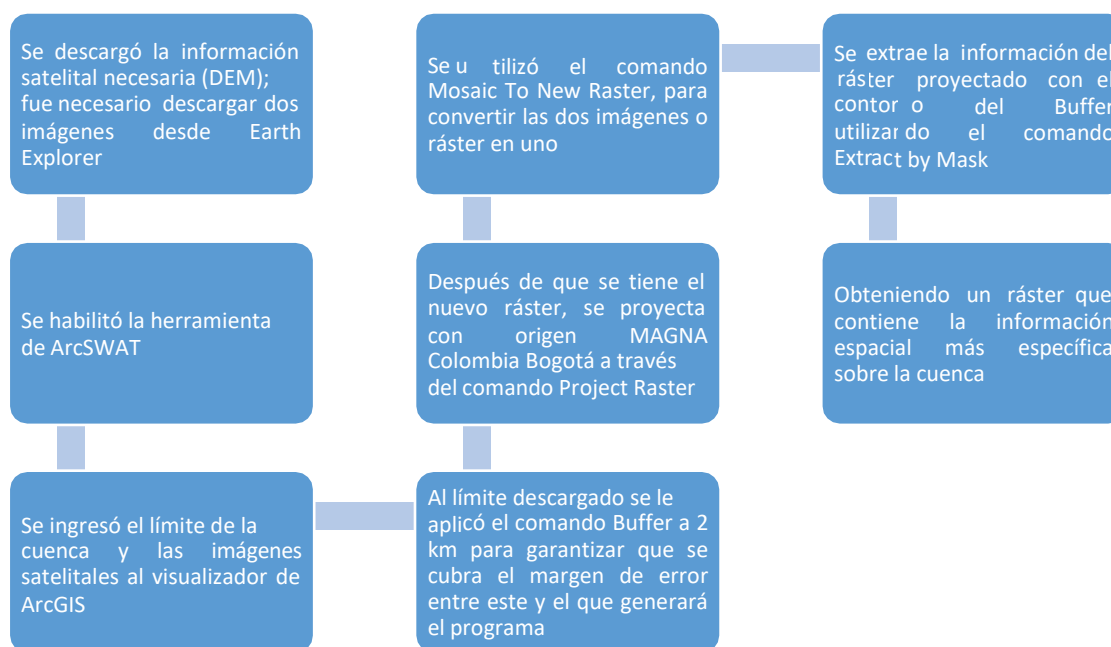 Se descargó la información
satelital necesaria (DEM);
fue necesario descargar dos
imágenes desde Earth
Explorer
Se habilitó la herramienta
de ArcSWAT
Se ingresó el límite de la
cuenca y las imágenes
satelitales al visualizador de
ArcGIS
Al límite descargado se le
aplicó el comando Buffer a 2
km para garantizar que se
cubra el margen de error
entre este y el que generará
el programa
Después de que se tiene el
nuevo ráster, se proyecta
con origen MAGNA
Colombia Bogotá a través
del comando Project Raster
Se u tilizó el comando
Mosaic To New Raster, para
convertir las dos imágenes o
ráster en uno
Se extrae la información del
ráster proyectado con el
contor o del Buffer
utilizar do el comando
Extract by Mask
Obteniendo un ráster que
contiene la información
espacial más específica
sobre la cuenca